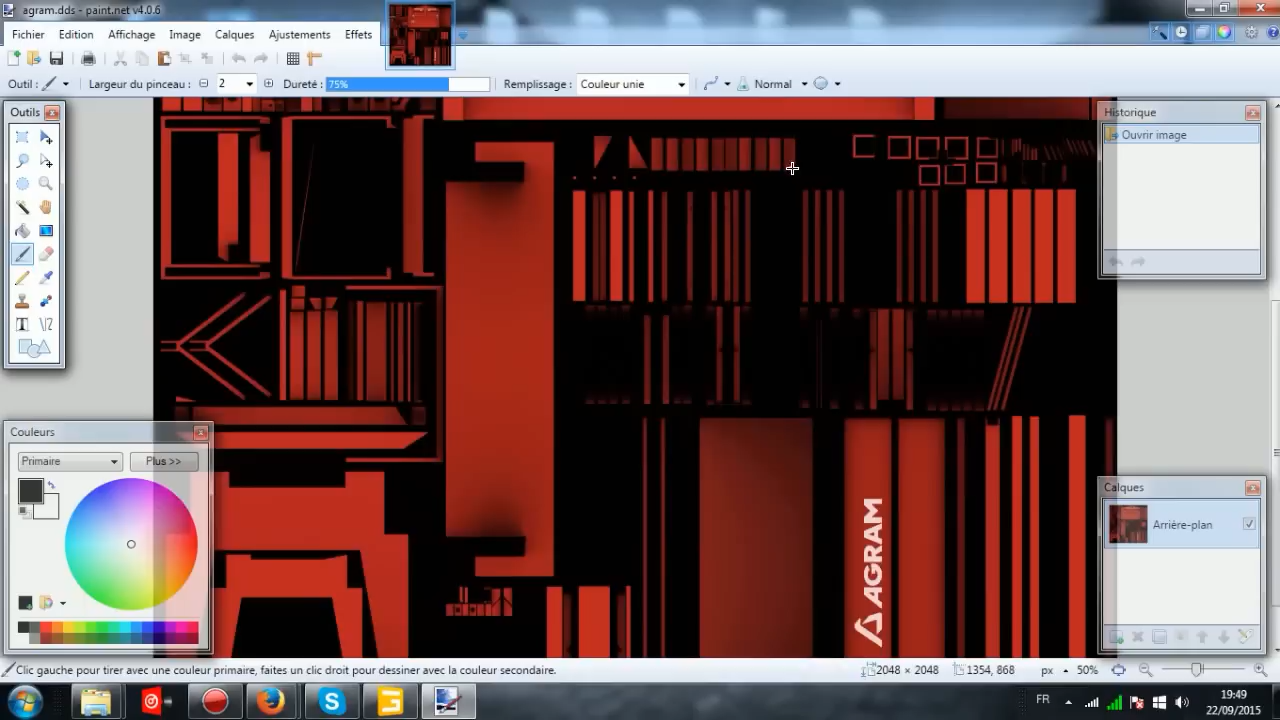 agram.dds - paint.net v4.0.6
Fichier Edition Affichage Image Calques Ajustements Effets
Outil : Largeur du pinceau : 2 Dureté : 75% Remplissage : Couleur unie Normal
Outils
Historique
Ouvrir image
Couleurs
Primaire Plus >>
Calques
Arrière-plan
AGRAM
Clic gauche pour tirer avec une couleur primaire, faites un clic droit pour dessiner avec la couleur secondaire. 2048 × 2048 1354, 868 px 50%
FR 19:49
22/09/2015